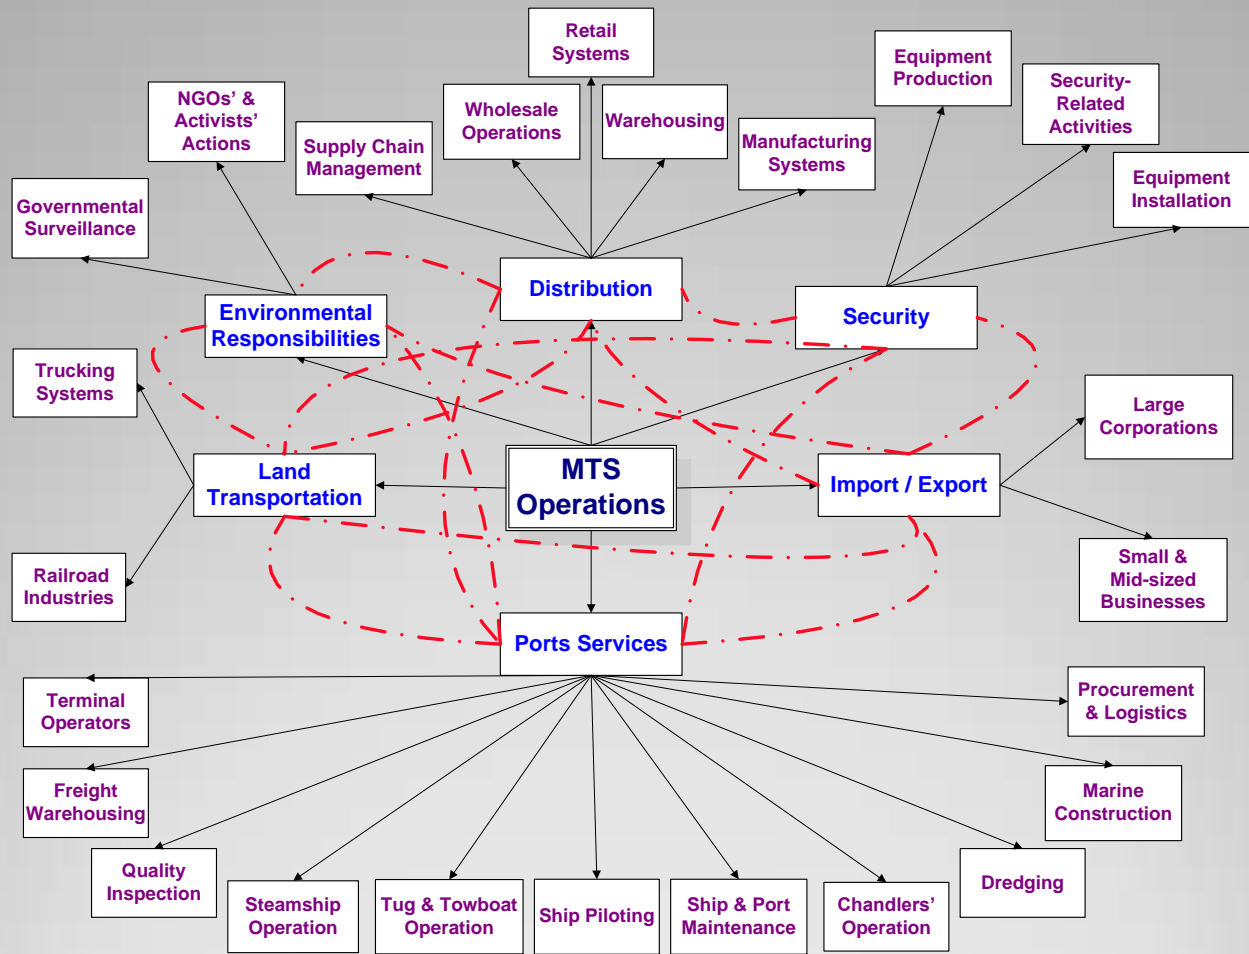 Retail
Systems
Equipment
Production
Security-
Related
Activities
NGOs' &
Activists'
Actions
Wholesale
Operations
Warehousing
Supply Chain
Management
Manufacturing
Systems
Equipment
Installation
Governmental
Surveillance
Distribution
Environmental
Responsibilities
Security
Trucking
Systems
Large
Corporations
Land
Transportation
MTS
Operations
Import / Export
Railroad
Industries
Small &
Mid-sized
Businesses
Ports Services
Terminal
Operators
Procurement
& Logistics
Freight
Warehousing
Marine
Construction
Quality
Inspection
Steamship
Operation
Tug & Towboat
Operation
Ship Piloting
Ship & Port
Maintenance
Chandlers'
Operation
Dredging